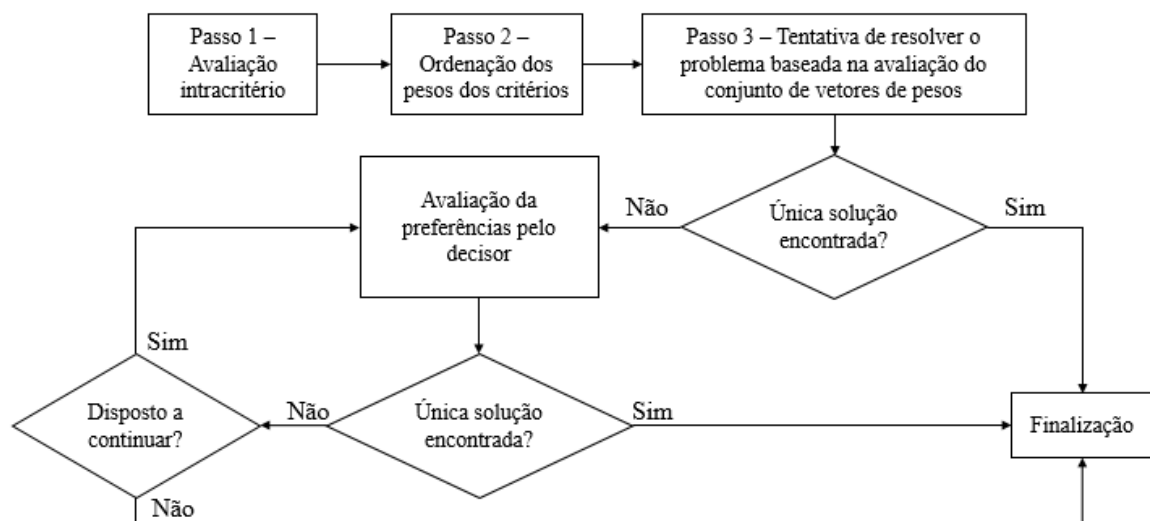 Passo 1 –
Avaliação
intracritério
Passo 2 –
Ordenação dos
pesos dos critérios
Passo 3 – Tentativa de resolver o
problema baseada na avaliação do
conjunto de vetores de pesos
Avaliação da
preferências pelo
decisor
Não
Única solução
encontrada?
Sim
Sim
Disposto a
continuar?
Não
Única solução
encontrada?
Sim
Finalização
Não